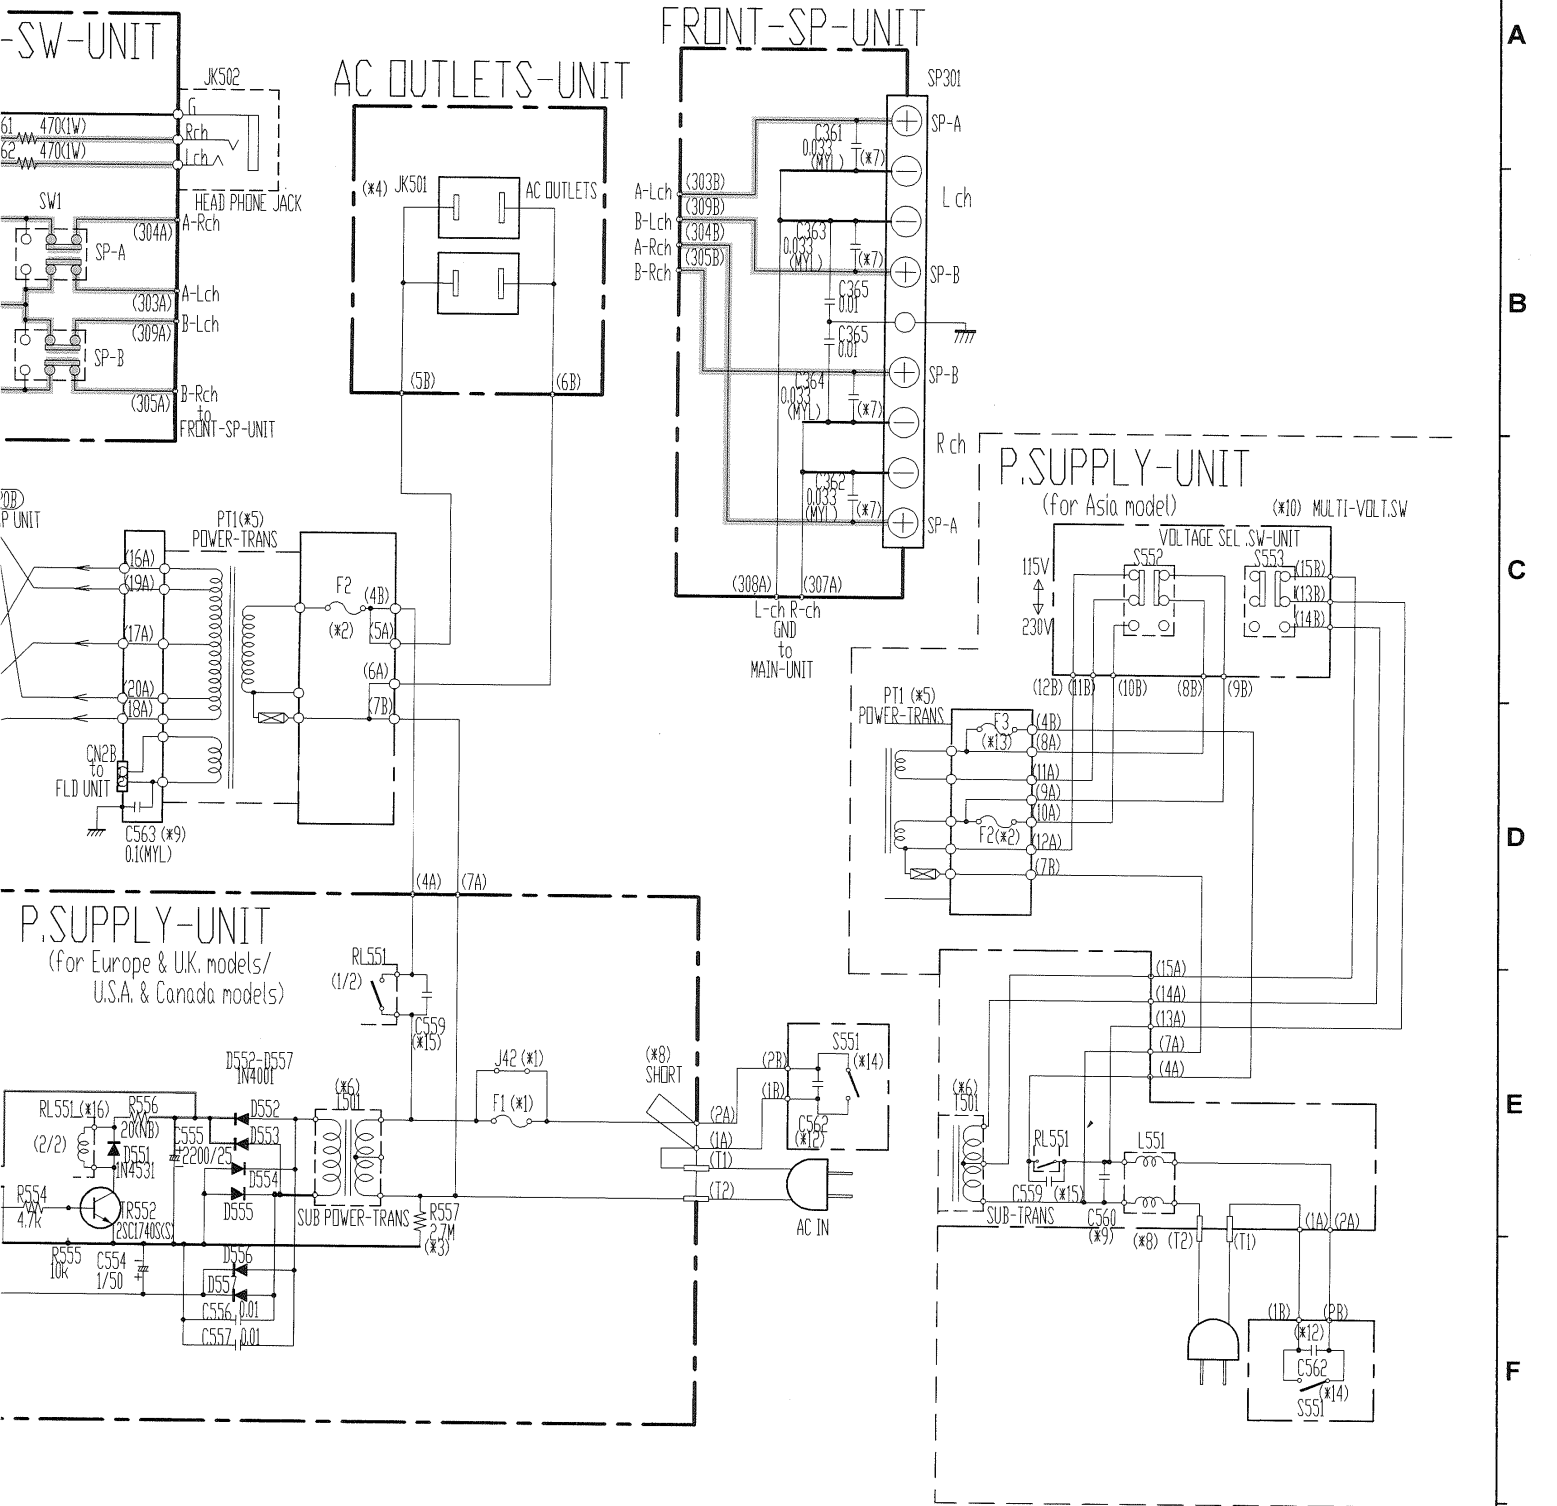 -SW-UNIT
JK502
G
61 470(1W)
Rch
62 470(1W)
Lch
HEAD PHONE JACK
SW1
A-Rch
(304A)
SP-A
A-Lch
(303A)
B-Lch
(309A)
SP-B
B-Rch
(305A)
to
FRONT-SP-UNIT
AC OUTLETS-UNIT
(*4) JK501
AC OUTLETS
(5B)
(6B)
FRONT-SP-UNIT
SP301
C361
0.033
(MYL)
(*7)
SP-A
A-Lch
(303B)
B-Lch
(309B)
A-Rch
(304B)
B-Rch
(305B)
L ch
C363
0.033
(MYL)
(*7)
SP-B
C365
0.01
C365
0.01
SP-B
C364
0.033
(MYL)
(*7)
R ch
C362
0.033
(MYL)
(*7)
SP-A
(308A)
(307A)
L-ch R-ch
GND
to
MAIN-UNIT
P UNIT
PT1(*5)
POWER-TRANS
(16A)
(19A)
(17A)
(20A)
(18A)
F2
(*2)
(4B)
(5A)
(6A)
(7B)
CN2B
to
FLD UNIT
C563 (*9)
0.1(MYL)
P.SUPPLY-UNIT
(for Asia model)
(*10) MULTI-VOLT.SW
VOLTAGE SEL.SW-UNIT
115V
230V
S552
S553
(15B)
(13B)
(14B)
(12B)
(11B)
(10B)
(8B)
(9B)
PT1 (*5)
POWER-TRANS
F3
(*13)
(4B)
(8A)
(11A)
(9A)
(10A)
F2(*2)
(12A)
(7B)
(4A)
(7A)
P.SUPPLY-UNIT
(for Europe & U.K. models/
U.S.A. & Canada models)
RL551
(1/2)
C559
(*15)
D552-D557
1N4001
J42 (*1)
F1 (*1)
(*8)
SHORT
S551
(*14)
(2B)
(1B)
C562
(*12)
(2A)
(1A)
(T1)
(T2)
AC IN
RL551 (*16)
(2/2)
R556
20(NB)
D551
1N4531
C555
2200/25
D552
D553
D554
D555
(*6)
T501
SUB POWER-TRANS
R554
4.7k
TR552
2SC1740S(S)
R557
2.7M
(*3)
R555
10k
C554
1/50
D556
D557
C556 0.01
C557 0.01
(15A)
(14A)
(13A)
(7A)
(4A)
(*6)
T501
RL551
L551
C559 (*15)
SUB-TRANS
C560
(*9)
(*8)
(T2)
(T1)
(1A)
(2A)
(1B)
(2B)
(*12)
C562
(*14)
S551
A
B
C
D
E
F